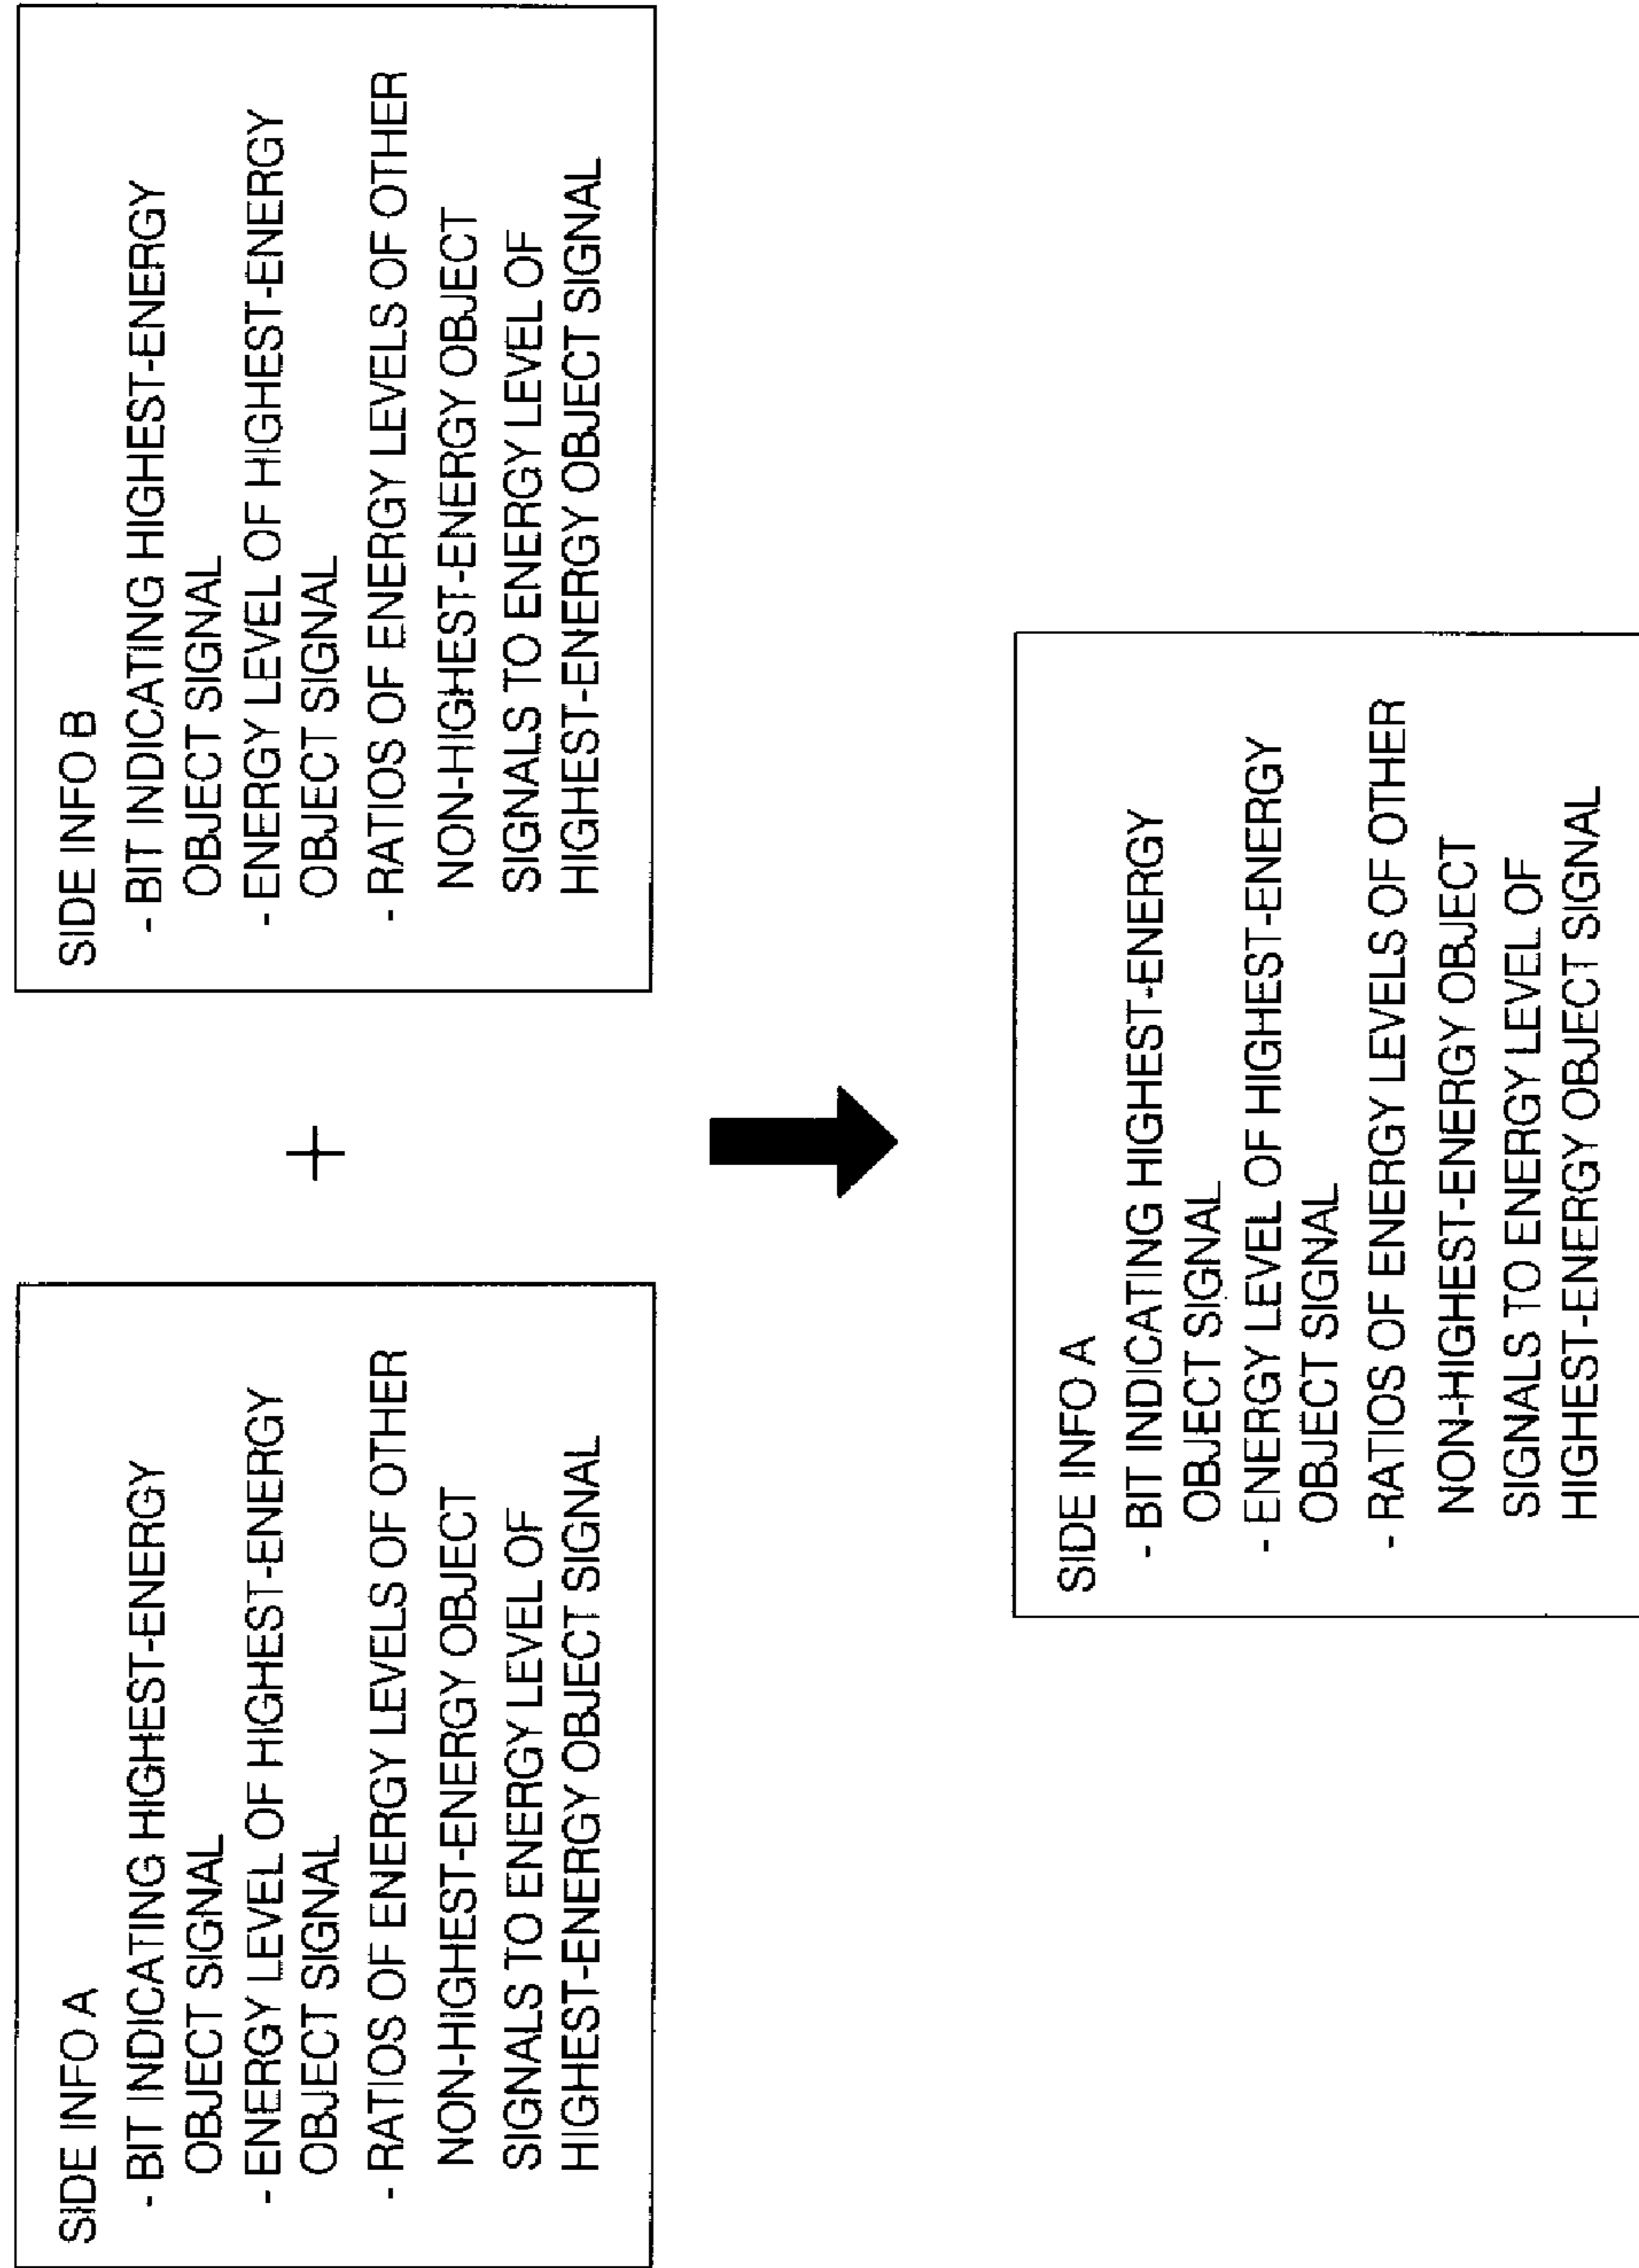 SIDE INFO A
- BIT INDICATING HIGHEST-ENERGY
OBJECT SIGNAL
- ENERGY LEVEL OF HIGHEST-ENERGY
OBJECT SIGNAL
- RATIOS OF ENERGY LEVELS OF OTHER
NON-HIGHEST-ENERGY OBJECT
SIGNALS TO ENERGY LEVEL OF
HIGHEST-ENERGY OBJECT SIGNAL
+
SIDE INFO B
- BIT INDICATING HIGHEST-ENERGY
OBJECT SIGNAL
- ENERGY LEVEL OF HIGHEST-ENERGY
OBJECT SIGNAL
- RATIOS OF ENERGY LEVELS OF OTHER
NON-HIGHEST-ENERGY OBJECT
SIGNALS TO ENERGY LEVEL OF
HIGHEST-ENERGY OBJECT SIGNAL
SIDE INFO A
- BIT INDICATING HIGHEST-ENERGY
OBJECT SIGNAL
- ENERGY LEVEL OF HIGHEST-ENERGY
OBJECT SIGNAL
- RATIOS OF ENERGY LEVELS OF OTHER
NON-HIGHEST-ENERGY OBJECT
SIGNALS TO ENERGY LEVEL OF
HIGHEST-ENERGY OBJECT SIGNAL